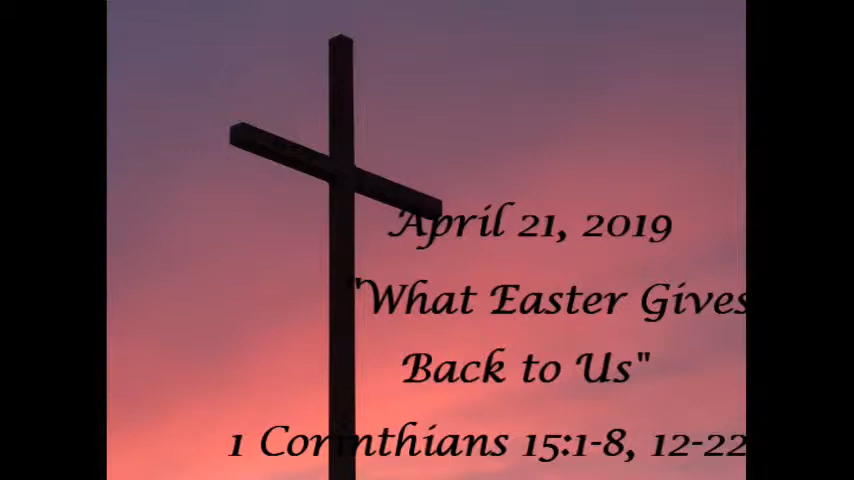 April 21, 2019
"What Easter Gives
Back to Us"
1 Corinthians 15:1-8, 12-22